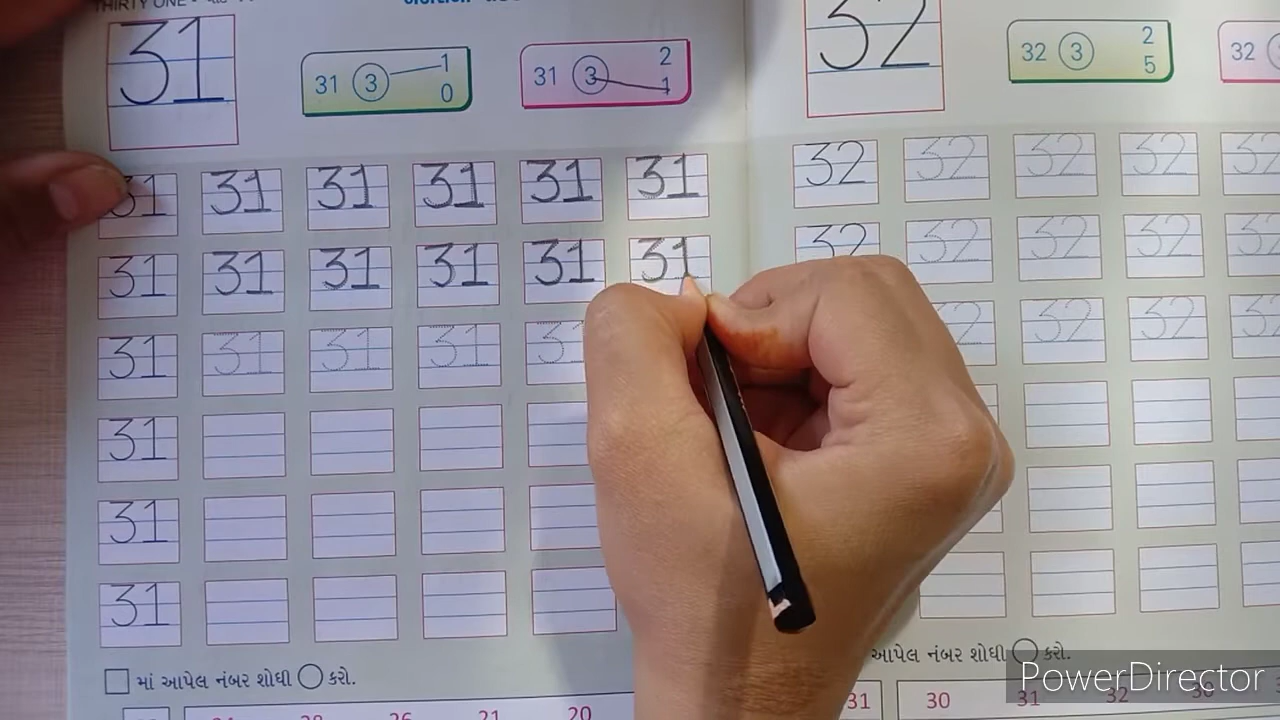 THIRTY ONE
31
31 3 1
0
31 3 2
1
31 31 31 31 31 31
31 31 31 31 31 31
31 31 31 31 31
31
31
31
માં આપેલ નંબર શોધી કરો.
21 20
32
32 3 2
5
32
32 32 32 32 32
32 32 32 32 32
32 32 32 32
આપેલ નંબર શોધી કરો.
31 30 31 32 36
PowerDirector